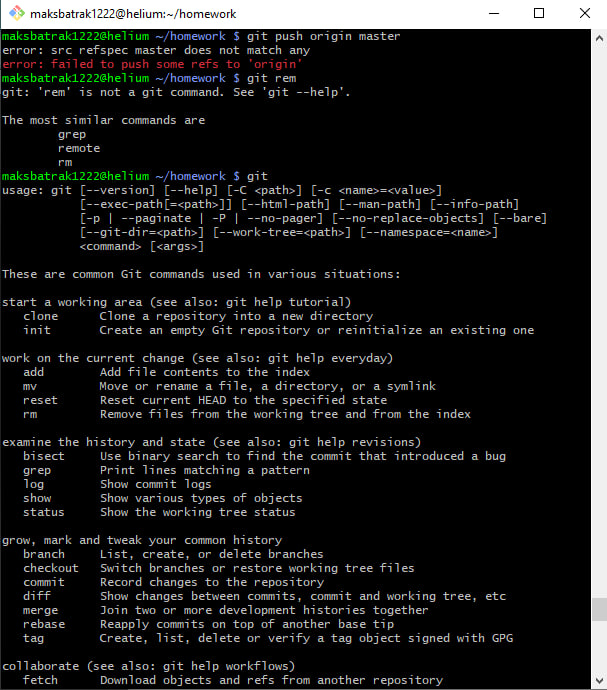 maksbatrak1222@helium:~/homework
maksbatrak1222@helium ~/homework $ git push origin master
error: src refspec master does not match any
error: failed to push some refs to 'origin'
maksbatrak1222@helium ~/homework $ git rem
git: 'rem' is not a git command. See 'git --help'.

The most similar commands are
        grep
        remote
        rm
maksbatrak1222@helium ~/homework $ git
usage: git [--version] [--help] [-C <path>] [-c <name>=<value>]
           [--exec-path[=<path>]] [--html-path] [--man-path] [--info-path]
           [-p | --paginate | -P | --no-pager] [--no-replace-objects] [--bare]
           [--git-dir=<path>] [--work-tree=<path>] [--namespace=<name>]
           <command> [<args>]

These are common Git commands used in various situations:

start a working area (see also: git help tutorial)
   clone      Clone a repository into a new directory
   init       Create an empty Git repository or reinitialize an existing one

work on the current change (see also: git help everyday)
   add        Add file contents to the index
   mv         Move or rename a file, a directory, or a symlink
   reset      Reset current HEAD to the specified state
   rm         Remove files from the working tree and from the index

examine the history and state (see also: git help revisions)
   bisect     Use binary search to find the commit that introduced a bug
   grep       Print lines matching a pattern
   log        Show commit logs
   show       Show various types of objects
   status     Show the working tree status

grow, mark and tweak your common history
   branch     List, create, or delete branches
   checkout   Switch branches or restore working tree files
   commit     Record changes to the repository
   diff       Show changes between commits, commit and working tree, etc
   merge      Join two or more development histories together
   rebase     Reapply commits on top of another base tip
   tag        Create, list, delete or verify a tag object signed with GPG

collaborate (see also: git help workflows)
   fetch      Download objects and refs from another repository